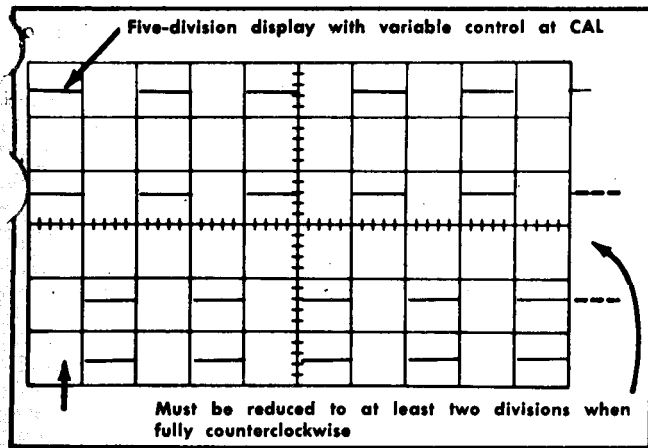 Five-division display with variable control at CAL
Must be reduced to at least two divisions when
fully counterclockwise